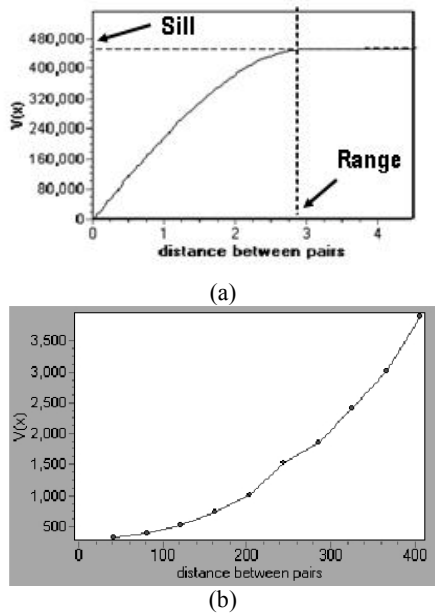 Sill
480,000
400,000
320,000
240,000
160,000
80,000
0
V(x)
Range
0 1 2 3 4
distance between pairs
(a)
3,500
3,000
2,500
2,000
1,500
1,000
500
V(x)
0 100 200 300 400
distance between pairs
(b)